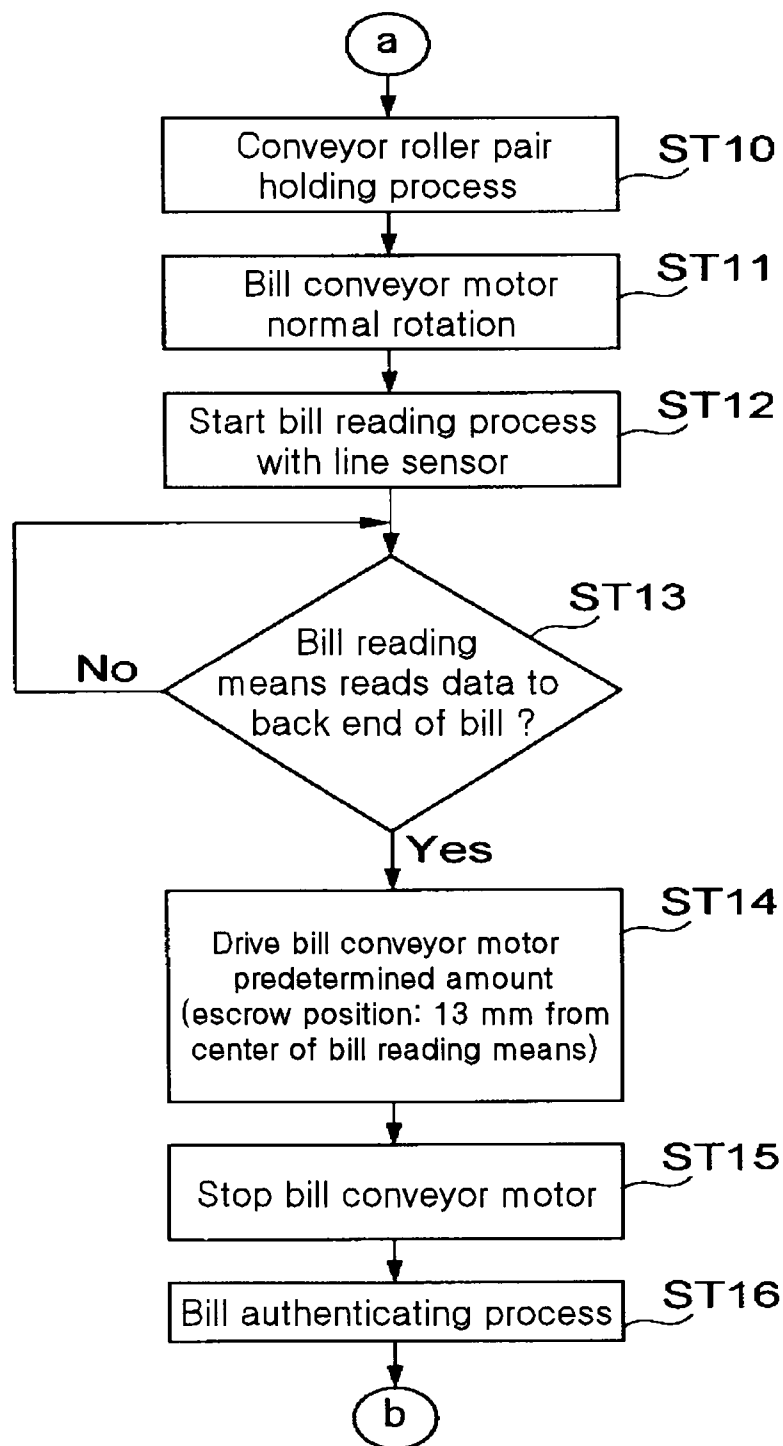 a
Conveyor roller pair
holding process
ST10
Bill conveyor motor
normal rotation
ST11
Start bill reading process
with line sensor
ST12
Bill reading
means reads data to
back end of bill ?
ST13
No
Yes
Drive bill conveyor motor
predetermined amount
(escrow position: 13 mm from
center of bill reading means)
ST14
Stop bill conveyor motor
ST15
Bill authenticating process
ST16
b